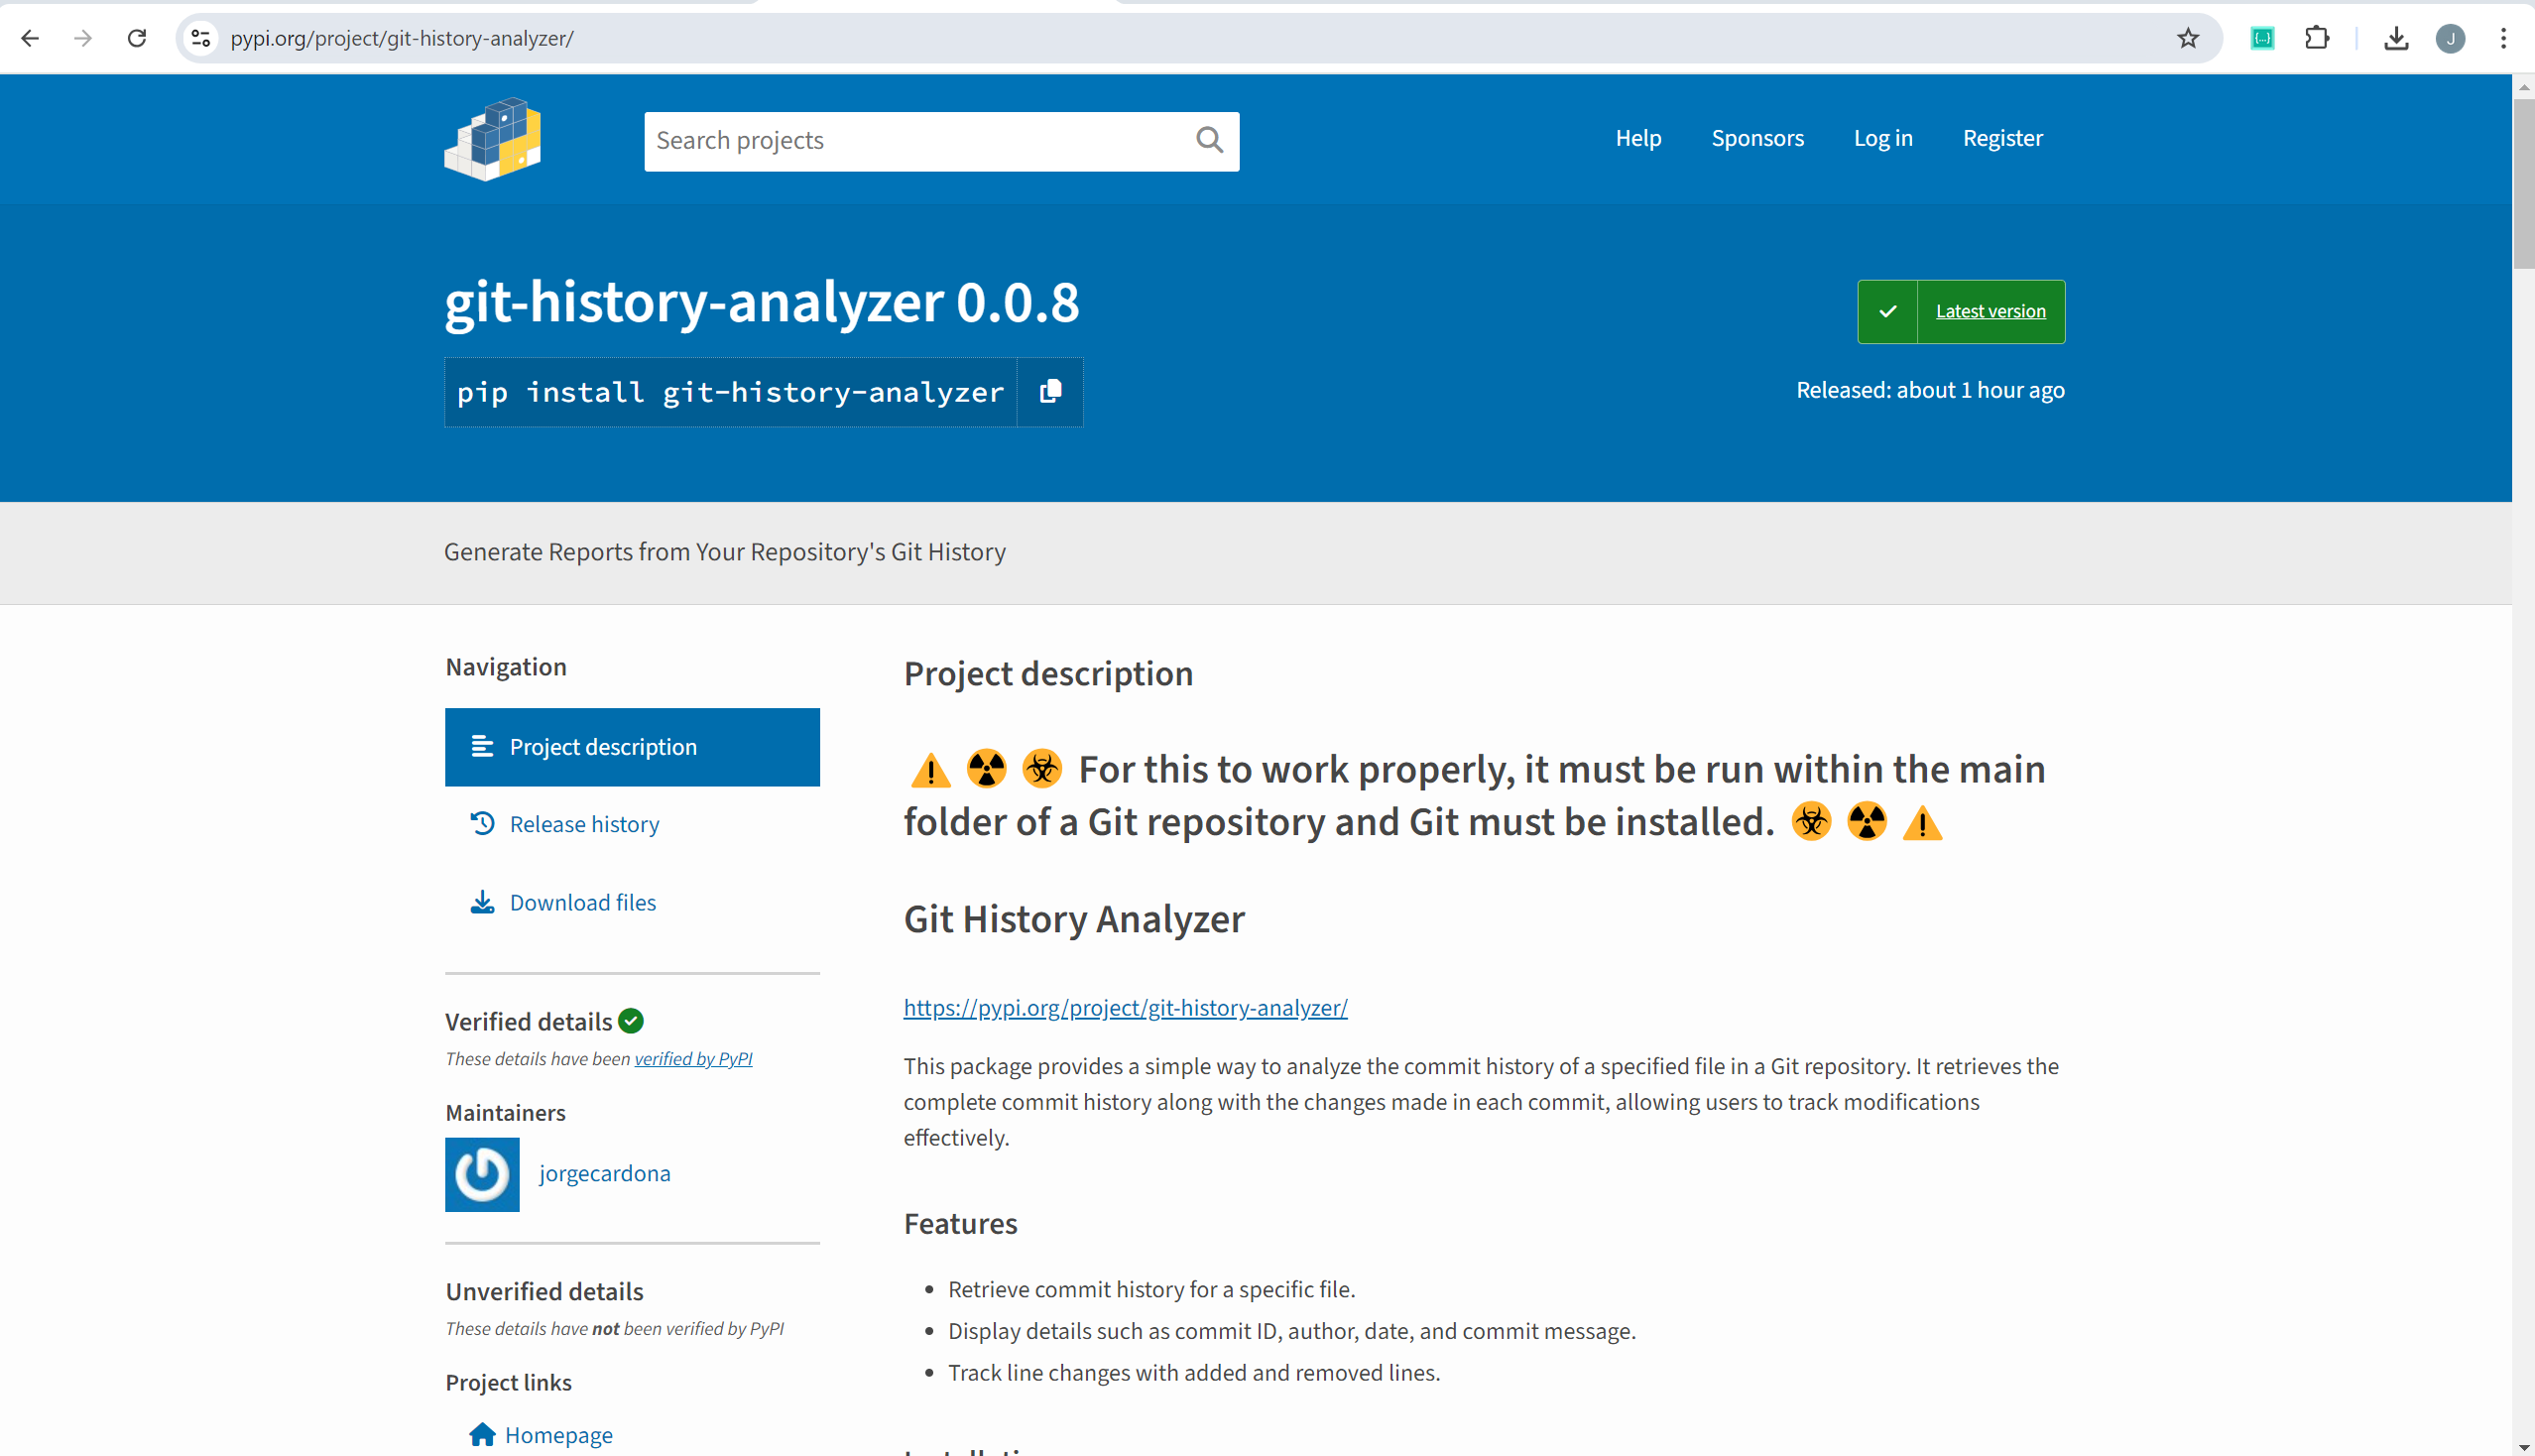 pypi.org/project/git-history-analyzer/
{...}
J
Search projects
Help
Sponsors
Log in
Register
git-history-analyzer 0.0.8
Latest version
pip install git-history-analyzer
Released: about 1 hour ago
Generate Reports from Your Repository's Git History
Navigation
Project description
Release history
Download files
Verified details
These details have been verified by PyPI
Maintainers
jorgecardona
Unverified details
These details have not been verified by PyPI
Project links
Homepage
Project description
⚠️ ☢️ ☣️ For this to work properly, it must be run within the main
folder of a Git repository and Git must be installed. ☣️ ☢️ ⚠️
Git History Analyzer
https://pypi.org/project/git-history-analyzer/
This package provides a simple way to analyze the commit history of a specified file in a Git repository. It retrieves the
complete commit history along with the changes made in each commit, allowing users to track modifications
effectively.
Features
• Retrieve commit history for a specific file.
• Display details such as commit ID, author, date, and commit message.
• Track line changes with added and removed lines.